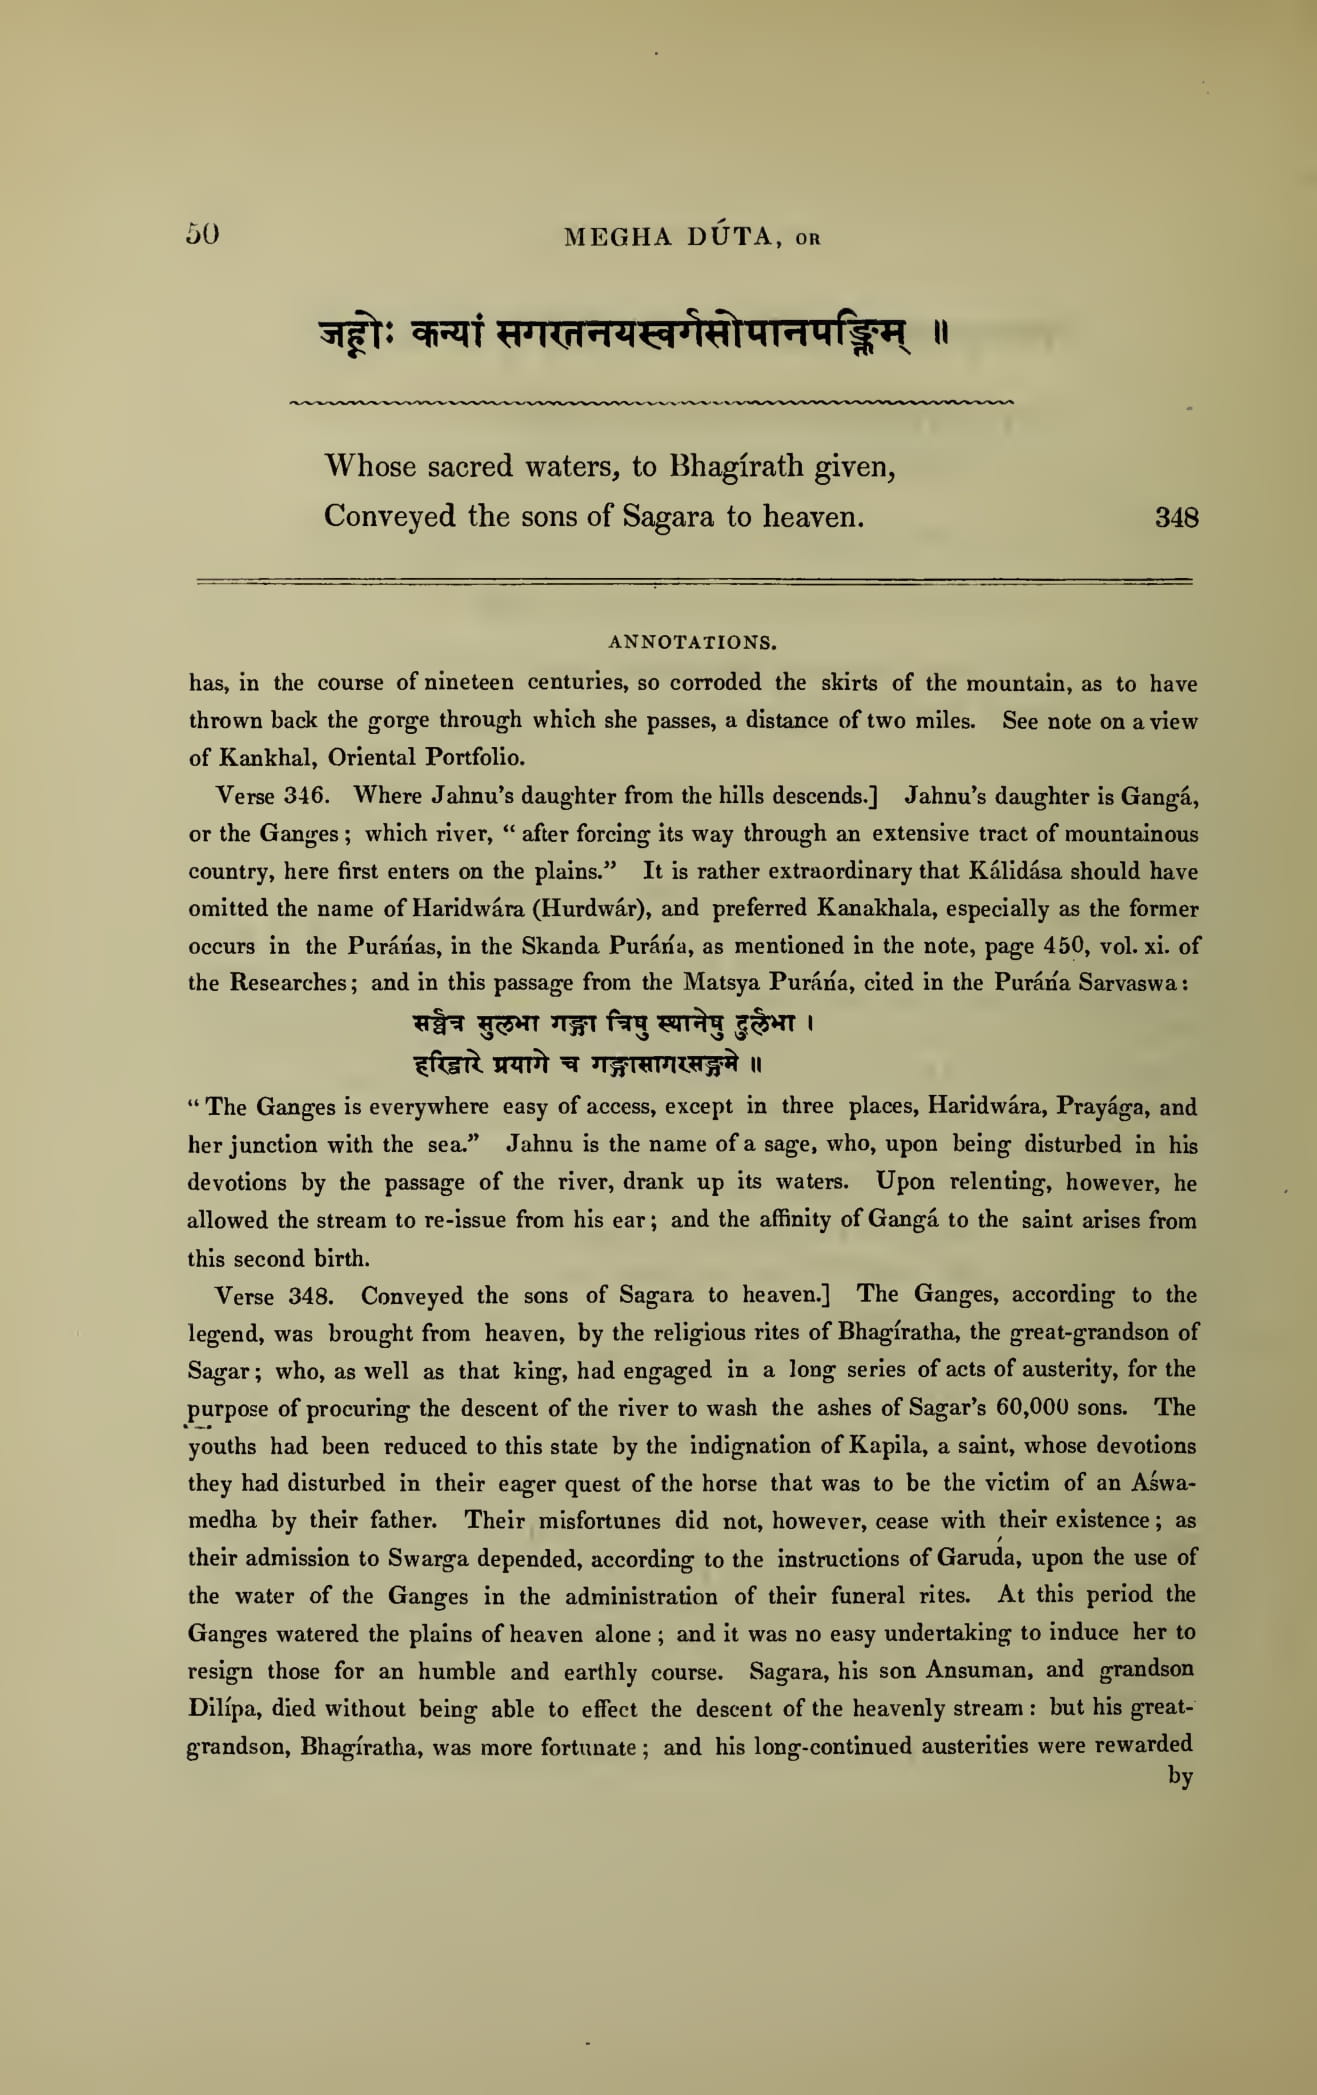 50
MEGHA DÚTA, OR
जह्नोः कन्यां सगरतनयस्वर्गसोपानपङ्क्तिम् ॥
Whose sacred waters, to Bhagírath given,
Conveyed the sons of Sagara to heaven. 348
ANNOTATIONS.
has, in the course of nineteen centuries, so corroded the skirts of the mountain, as to have
thrown back the gorge through which she passes, a distance of two miles. See note on a view
of Kankhal, Oriental Portfolio.
Verse 346. Where Jahnu’s daughter from the hills descends.] Jahnu’s daughter is Gangá,
or the Ganges; which river, “ after forcing its way through an extensive tract of mountainous
country, here first enters on the plains.” It is rather extraordinary that Kálidása should have
omitted the name of Haridwára (Hurdwár), and preferred Kanakhala, especially as the former
occurs in the Puráńas, in the Skanda Puráńa, as mentioned in the note, page 450, vol. xi. of
the Researches; and in this passage from the Matsya Puráńa, cited in the Puráńa Sarvaswa:
सर्व्वत्र सुलभा गङ्गा त्रिषु स्थानेषु दुर्लभा ।
हरिद्वारे प्रयागे च गङ्गासागरसङ्गमे ॥
“ The Ganges is everywhere easy of access, except in three places, Haridwára, Prayága, and
her junction with the sea.” Jahnu is the name of a sage, who, upon being disturbed in his
devotions by the passage of the river, drank up its waters. Upon relenting, however, he
allowed the stream to re-issue from his ear; and the affinity of Gangá to the saint arises from
this second birth.
Verse 348. Conveyed the sons of Sagara to heaven.] The Ganges, according to the
legend, was brought from heaven, by the religious rites of Bhagíratha, the great-grandson of
Sagar; who, as well as that king, had engaged in a long series of acts of austerity, for the
purpose of procuring the descent of the river to wash the ashes of Sagar’s 60,000 sons. The
youths had been reduced to this state by the indignation of Kapila, a saint, whose devotions
they had disturbed in their eager quest of the horse that was to be the victim of an Aśwa-
medha by their father. Their misfortunes did not, however, cease with their existence; as
their admission to Swarga depended, according to the instructions of Garud́a, upon the use of
the water of the Ganges in the administration of their funeral rites. At this period the
Ganges watered the plains of heaven alone; and it was no easy undertaking to induce her to
resign those for an humble and earthly course. Sagara, his son Ansuman, and grandson
Dilípa, died without being able to effect the descent of the heavenly stream: but his great-
grandson, Bhagíratha, was more fortunate; and his long-continued austerities were rewarded
by